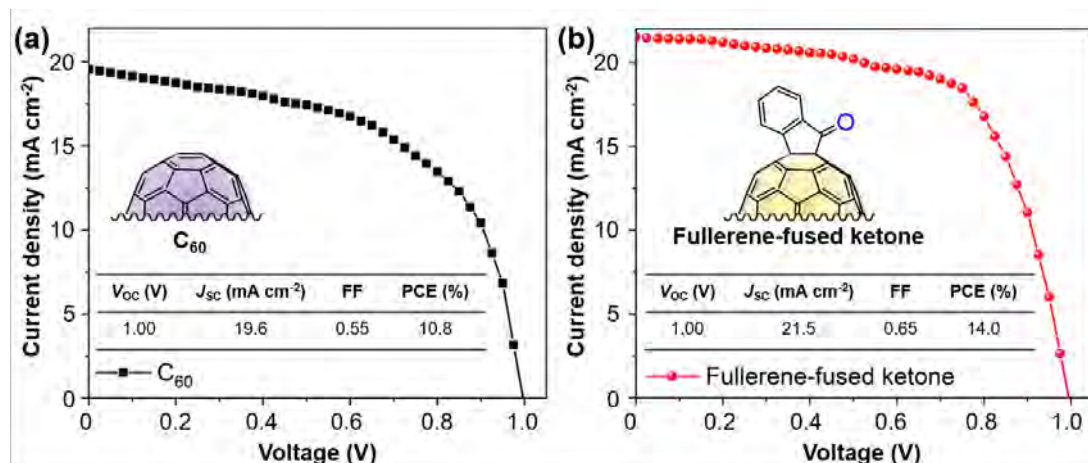 (a)
Current density (mA cm⁻²)
20
15
10
5
0
C₆₀
V_OC (V) J_SC (mA cm⁻²) FF PCE (%)
1.00 19.6 0.55 10.8
C₆₀
0 0.2 0.4 0.6 0.8 1.0
Voltage (V)
(b)
Current density (mA cm⁻²)
20
15
10
5
0
O
Fullerene-fused ketone
V_OC (V) J_SC (mA cm⁻²) FF PCE (%)
1.00 21.5 0.65 14.0
Fullerene-fused ketone
0 0.2 0.4 0.6 0.8 1.0
Voltage (V)